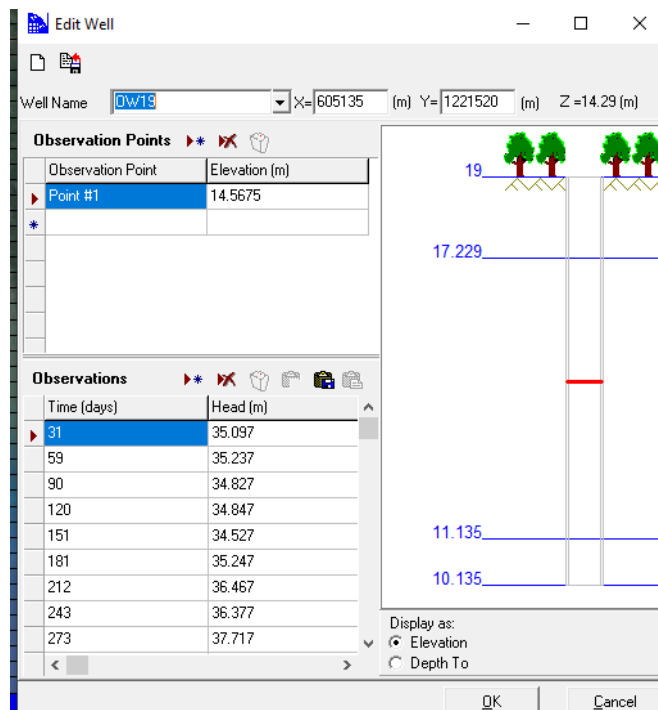 Edit Well
Well Name OW19 X= 605135 (m) Y= 1221520 (m) Z =14.29 (m)
Observation Points
Observation Point Elevation (m)
Point #1 14.5675
Observations
Time (days) Head (m)
31 35.097
59 35.237
90 34.827
120 34.847
151 34.527
181 35.247
212 36.467
243 36.377
273 37.717
19
17.229
11.135
10.135
Display as:
Elevation
Depth To
OK Cancel